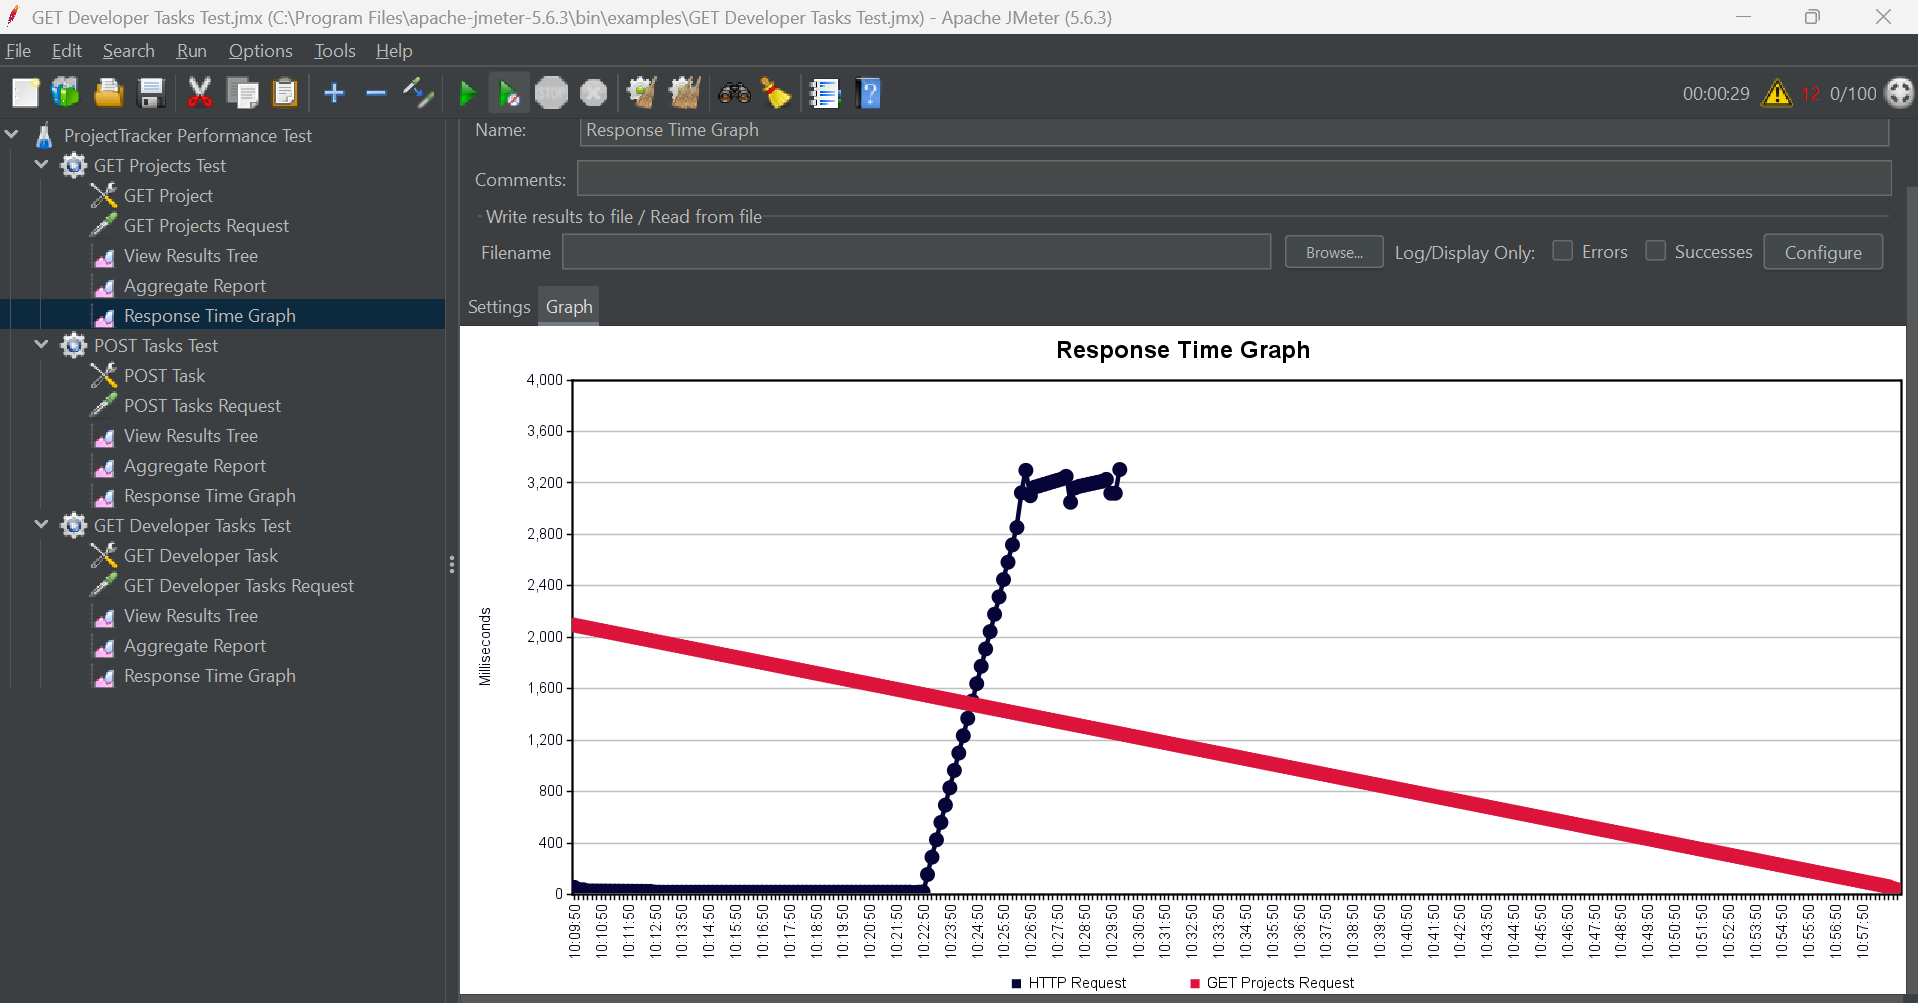 GET Developer Tasks Test.jmx (C:\Program Files\apache-jmeter-5.6.3\bin\examples\GET Developer Tasks Test.jmx) - Apache JMeter (5.6.3)
File Edit Search Run Options Tools Help
STOP
00:00:29 12 0/100
ProjectTracker Performance Test
GET Projects Test
GET Project
GET Projects Request
View Results Tree
Aggregate Report
Response Time Graph
POST Tasks Test
POST Task
POST Tasks Request
View Results Tree
Aggregate Report
Response Time Graph
GET Developer Tasks Test
GET Developer Task
GET Developer Tasks Request
View Results Tree
Aggregate Report
Response Time Graph
Name: Response Time Graph
Comments:
Write results to file / Read from file
Filename Browse... Log/Display Only: Errors Successes Configure
Settings Graph
Response Time Graph
Milliseconds
4,000
3,600
3,200
2,800
2,400
2,000
1,600
1,200
800
400
0
10:09:50 10:10:50 10:11:50 10:12:50 10:13:50 10:14:50 10:15:50 10:16:50 10:17:50 10:18:50 10:19:50 10:20:50 10:21:50 10:22:50 10:23:50 10:24:50 10:25:50 10:26:50 10:27:50 10:28:50 10:29:50 10:30:50 10:31:50 10:32:50 10:33:50 10:34:50 10:35:50 10:36:50 10:37:50 10:38:50 10:39:50 10:40:50 10:41:50 10:42:50 10:43:50 10:44:50 10:45:50 10:46:50 10:47:50 10:48:50 10:49:50 10:50:50 10:51:50 10:52:50 10:53:50 10:54:50 10:55:50 10:56:50 10:57:50
HTTP Request GET Projects Request